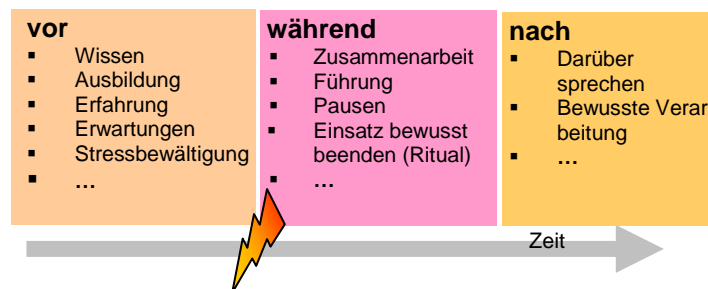 vor
▪ Wissen
▪ Ausbildung
▪ Erfahrung
▪ Erwartungen
▪ Stressbewältigung
▪ ...
während
▪ Zusammenarbeit
▪ Führung
▪ Pausen
▪ Einsatz bewusst
beenden (Ritual)
▪ ...
nach
▪ Darüber
sprechen
▪ Bewusste Verar
beitung
▪ ...
Zeit